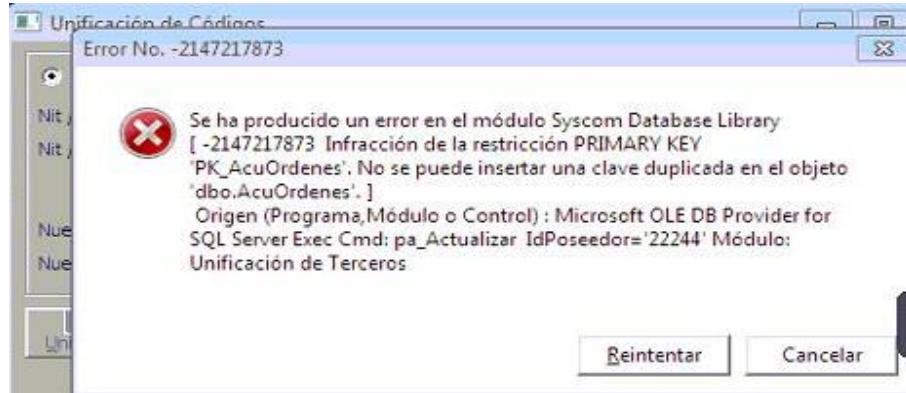 Unificación de Códigos
Error No. -2147217873
Nit /
Nit /
Nue
Nue
Uni
Se ha producido un error en el módulo Syscom Database Library
[ -2147217873 Infracción de la restricción PRIMARY KEY
'PK_AcuOrdenes'. No se puede insertar una clave duplicada en el objeto
'dbo.AcuOrdenes'. ]
Origen (Programa,Módulo o Control) : Microsoft OLE DB Provider for
SQL Server Exec Cmd: pa_Actualizar IdPoseedor='22244' Módulo:
Unificación de Terceros
Reintentar
Cancelar